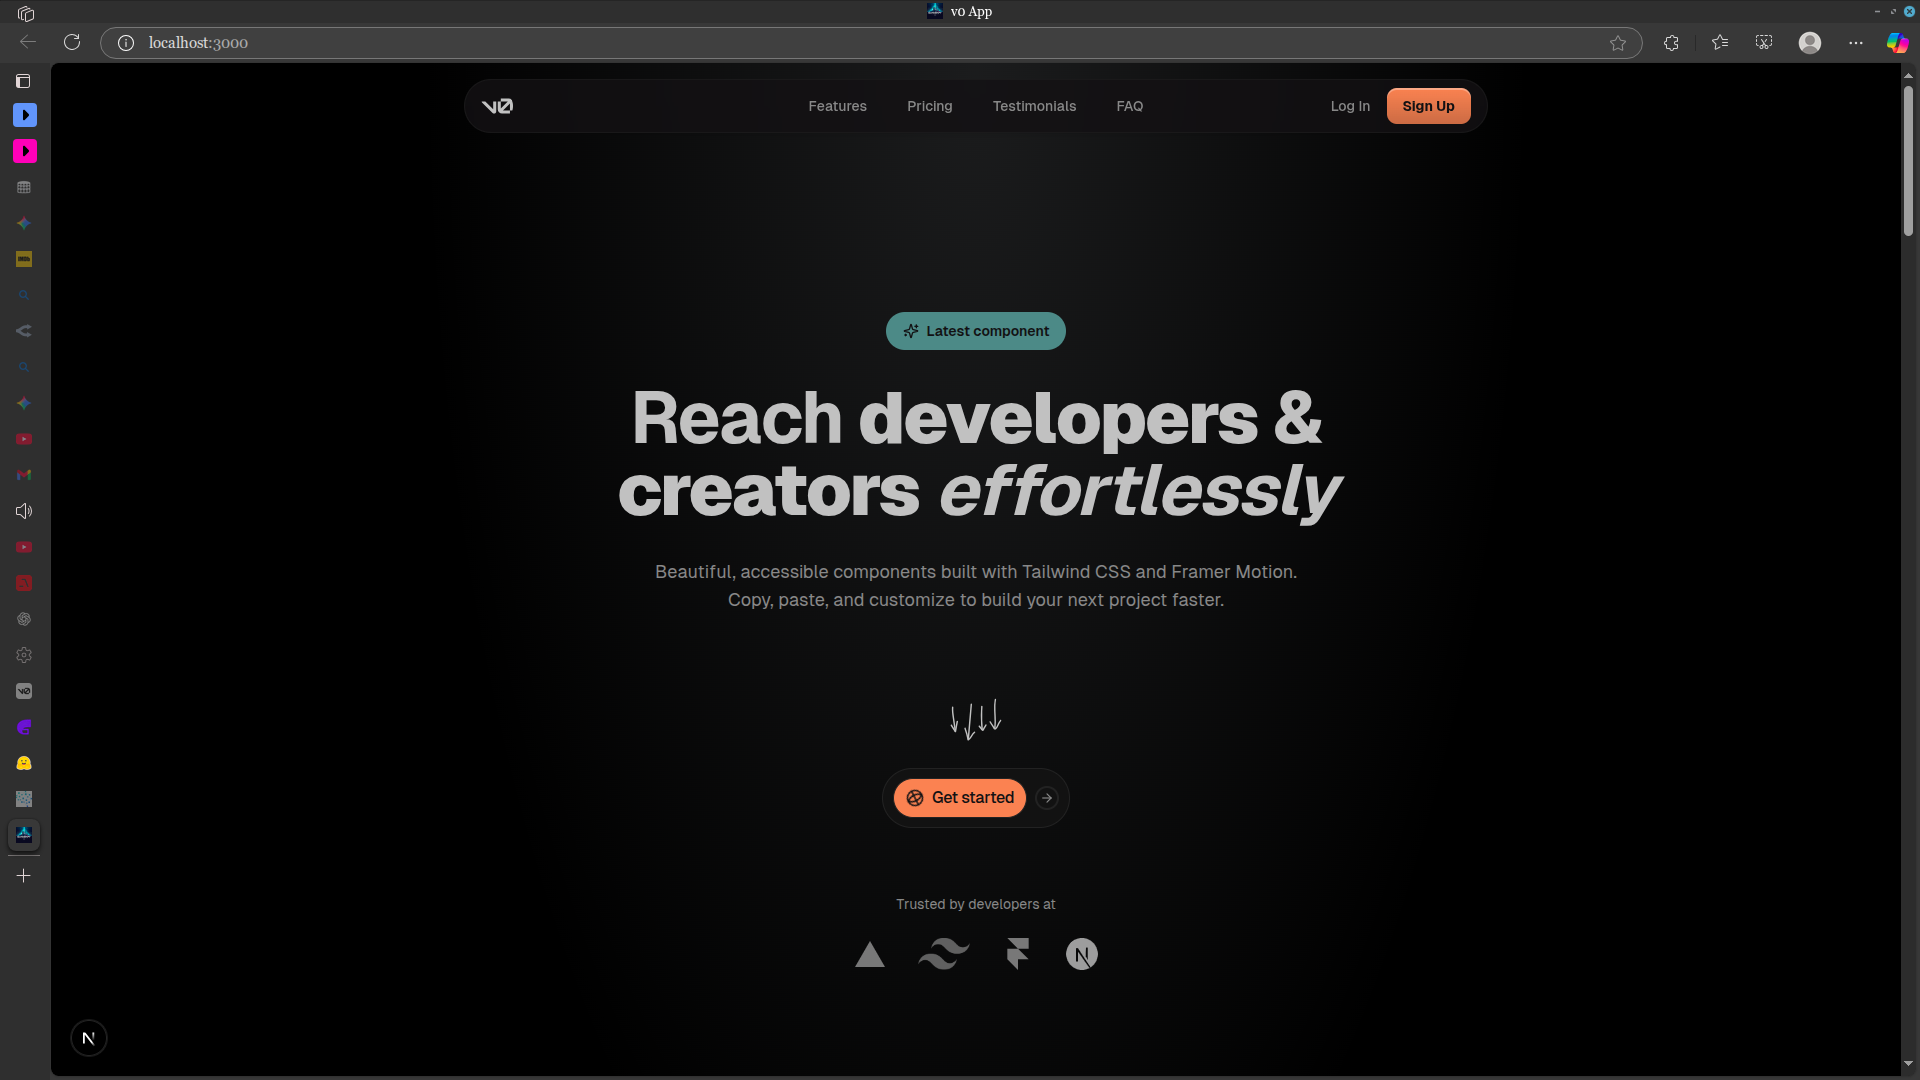 v0 App
localhost:3000
v0
Features
Pricing
Testimonials
FAQ
Log In
Sign Up
Latest component
Reach developers &
creators effortlessly
Beautiful, accessible components built with Tailwind CSS and Framer Motion.
Copy, paste, and customize to build your next project faster.
Get started
Trusted by developers at